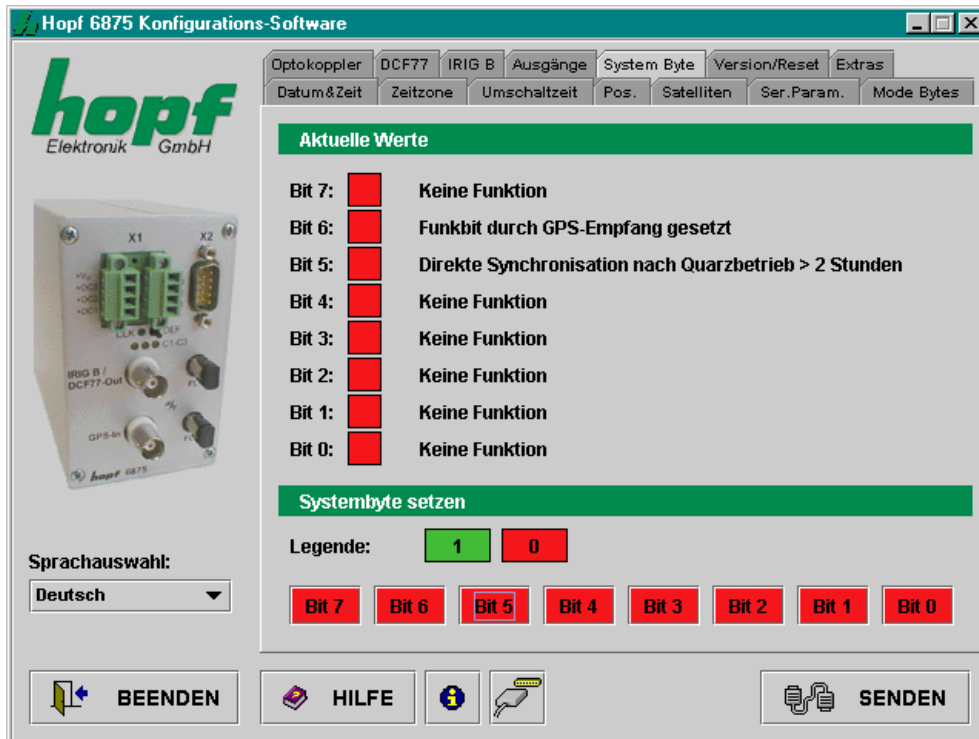 Hopf 6875 Konfigurations-Software
hopf
Elektronik GmbH
Optokoppler DCF77 IRIG B Ausgänge System Byte Version/Reset Extras
Datum&Zeit Zeitzone Umschaltzeit Pos. Satelliten Ser.Param. Mode Bytes
Aktuelle Werte
Bit 7: Keine Funktion
Bit 6: Funkbit durch GPS-Empfang gesetzt
Bit 5: Direkte Synchronisation nach Quarzbetrieb > 2 Stunden
Bit 4: Keine Funktion
Bit 3: Keine Funktion
Bit 2: Keine Funktion
Bit 1: Keine Funktion
Bit 0: Keine Funktion
X1 X2
CLK DEF
C1-C3
IRIG B /
DCF77-Out
GPS-In
hopf 6875
Systembyte setzen
Legende: 1 0
Sprachauswahl:
Deutsch
Bit 7 Bit 6 Bit 5 Bit 4 Bit 3 Bit 2 Bit 1 Bit 0
BEENDEN HILFE SENDEN